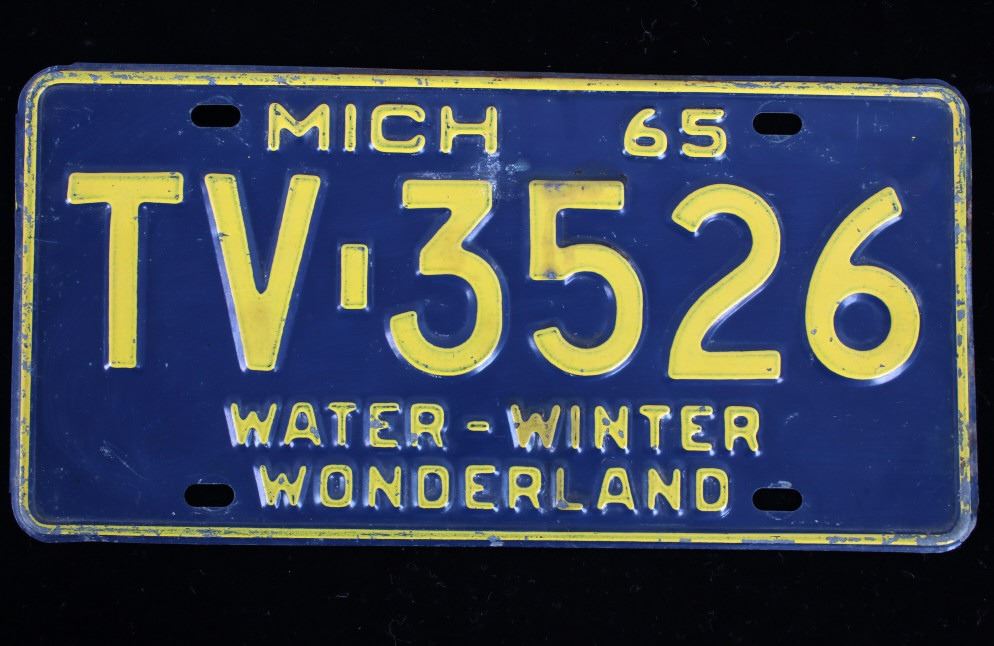 MICH 65
TV-3526
WATER-WINTER
WONDERLAND